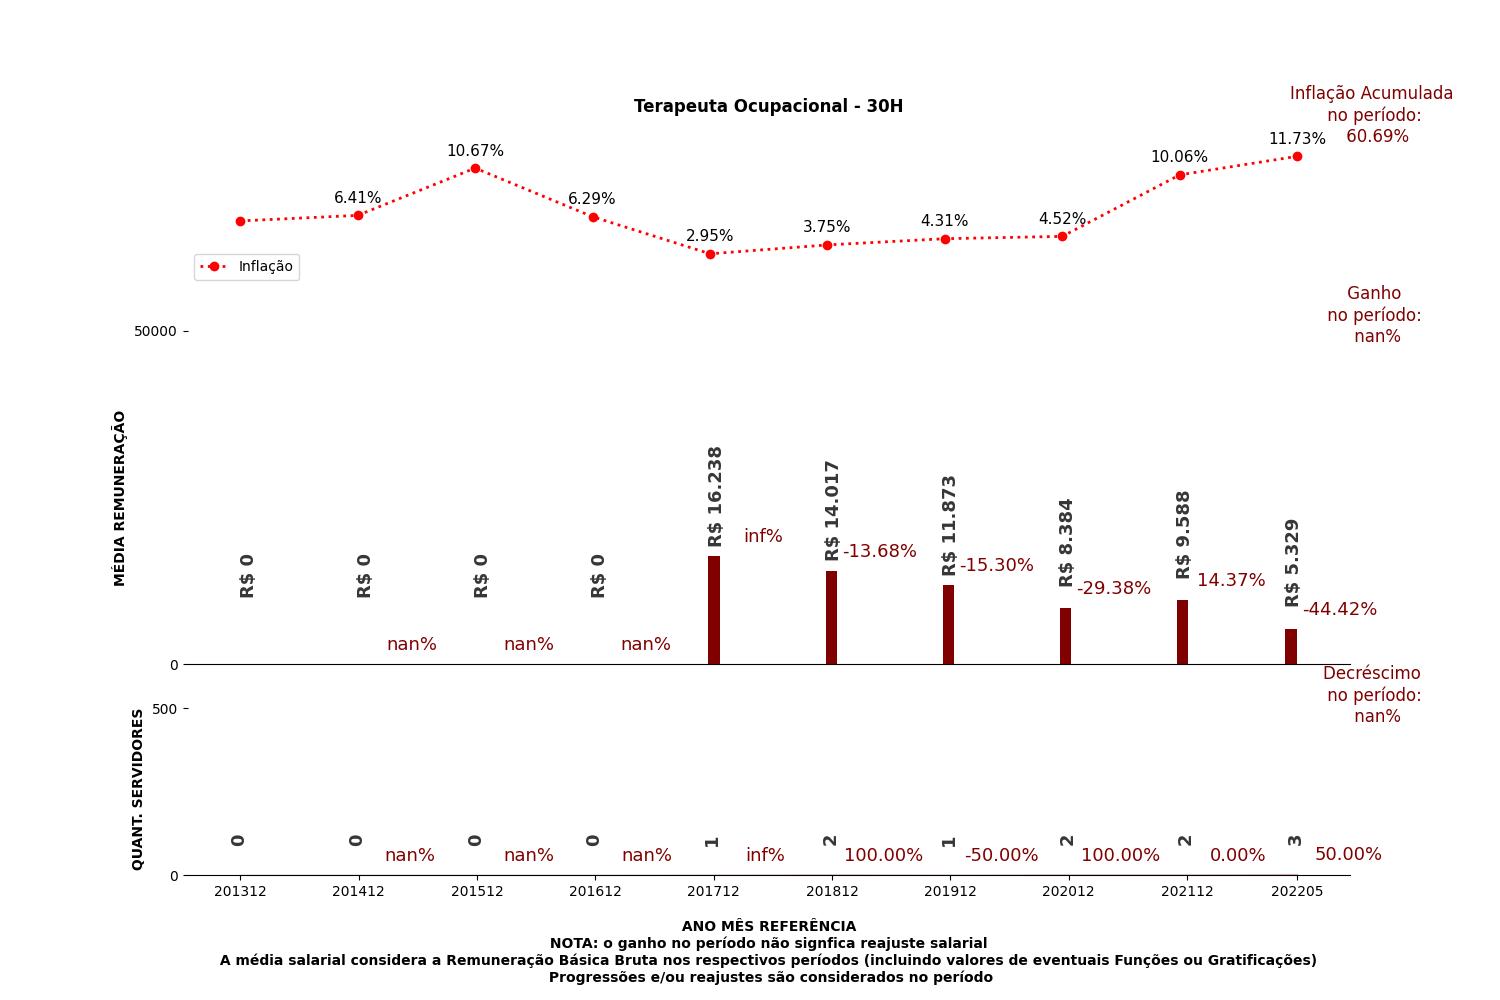 Terapeuta Ocupacional - 30H
Inflação Acumulada
no período:
60.69%
6.41%
10.67%
6.29%
2.95%
3.75%
4.31%
4.52%
10.06%
11.73%
Inflação
Ganho
no período:
nan%
50000
0
MÉDIA REMUNERAÇÃO
R$ 0
R$ 0
R$ 0
R$ 0
R$ 16.238
R$ 14.017
R$ 11.873
R$ 8.384
R$ 9.588
R$ 5.329
nan%
nan%
nan%
inf%
-13.68%
-15.30%
-29.38%
14.37%
-44.42%
Decréscimo
no período:
nan%
500
0
QUANT. SERVIDORES
0
0
0
0
1
2
1
2
2
3
nan%
nan%
nan%
inf%
100.00%
-50.00%
100.00%
0.00%
50.00%
201312
201412
201512
201612
201712
201812
201912
202012
202112
202205
ANO MÊS REFERÊNCIA
NOTA: o ganho no período não signfica reajuste salarial
A média salarial considera a Remuneração Básica Bruta nos respectivos períodos (incluindo valores de eventuais Funções ou Gratificações)
Progressões e/ou reajustes são considerados no período